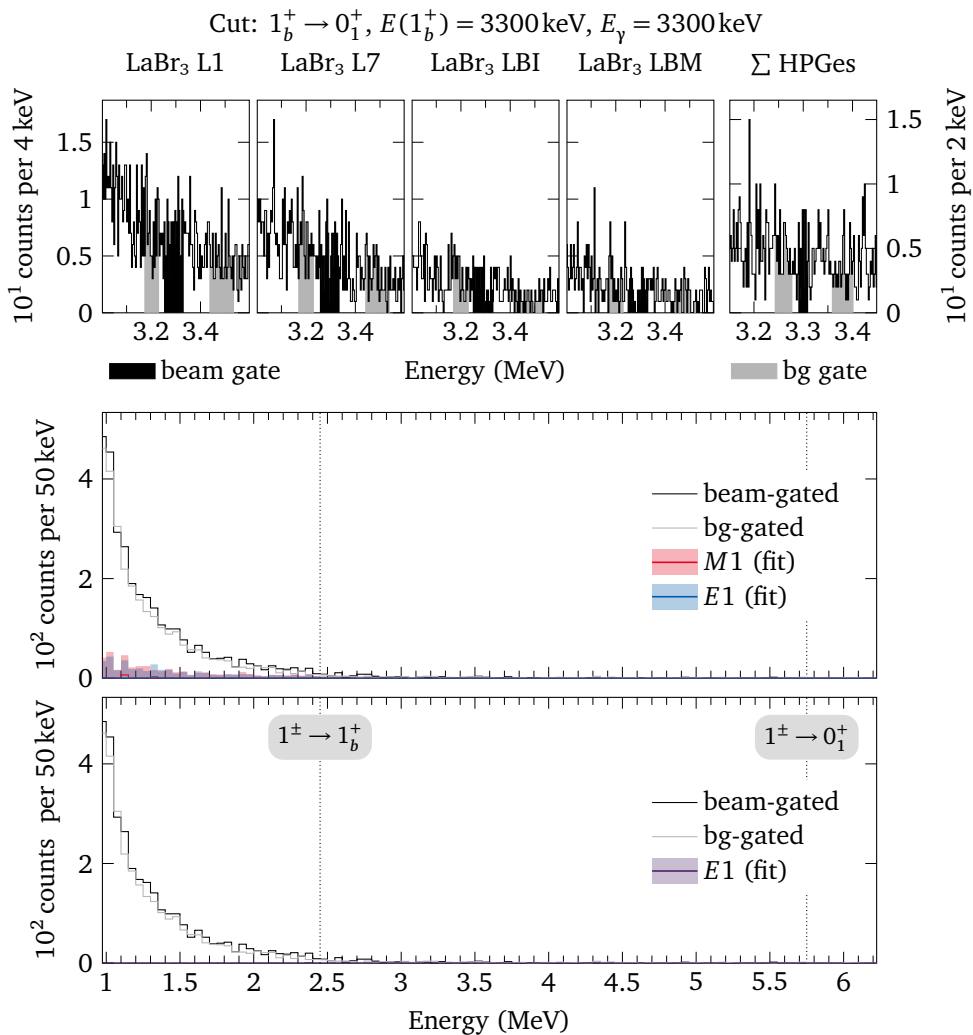 Cut: 1_b^+ → 0_1^+, E(1_b^+) = 3300 keV, E_γ = 3300 keV
LaBr₃ L1 LaBr₃ L7 LaBr₃ LBI LaBr₃ LBM ∑ HPGes
10¹ counts per 4 keV
1.5
1
0.5
0
1.5
1
0.5
0
10¹ counts per 2 keV
3.2 3.4 3.2 3.4 3.2 3.4 3.2 3.4 3.2 3.3 3.4
beam gate Energy (MeV) bg gate
10² counts per 50 keV
4
2
0
beam-gated
bg-gated
M1 (fit)
E1 (fit)
10² counts per 50 keV
4
2
0
1^± → 1_b^+ 1^± → 0_1^+
beam-gated
bg-gated
E1 (fit)
1 1.5 2 2.5 3 3.5 4 4.5 5 5.5 6
Energy (MeV)